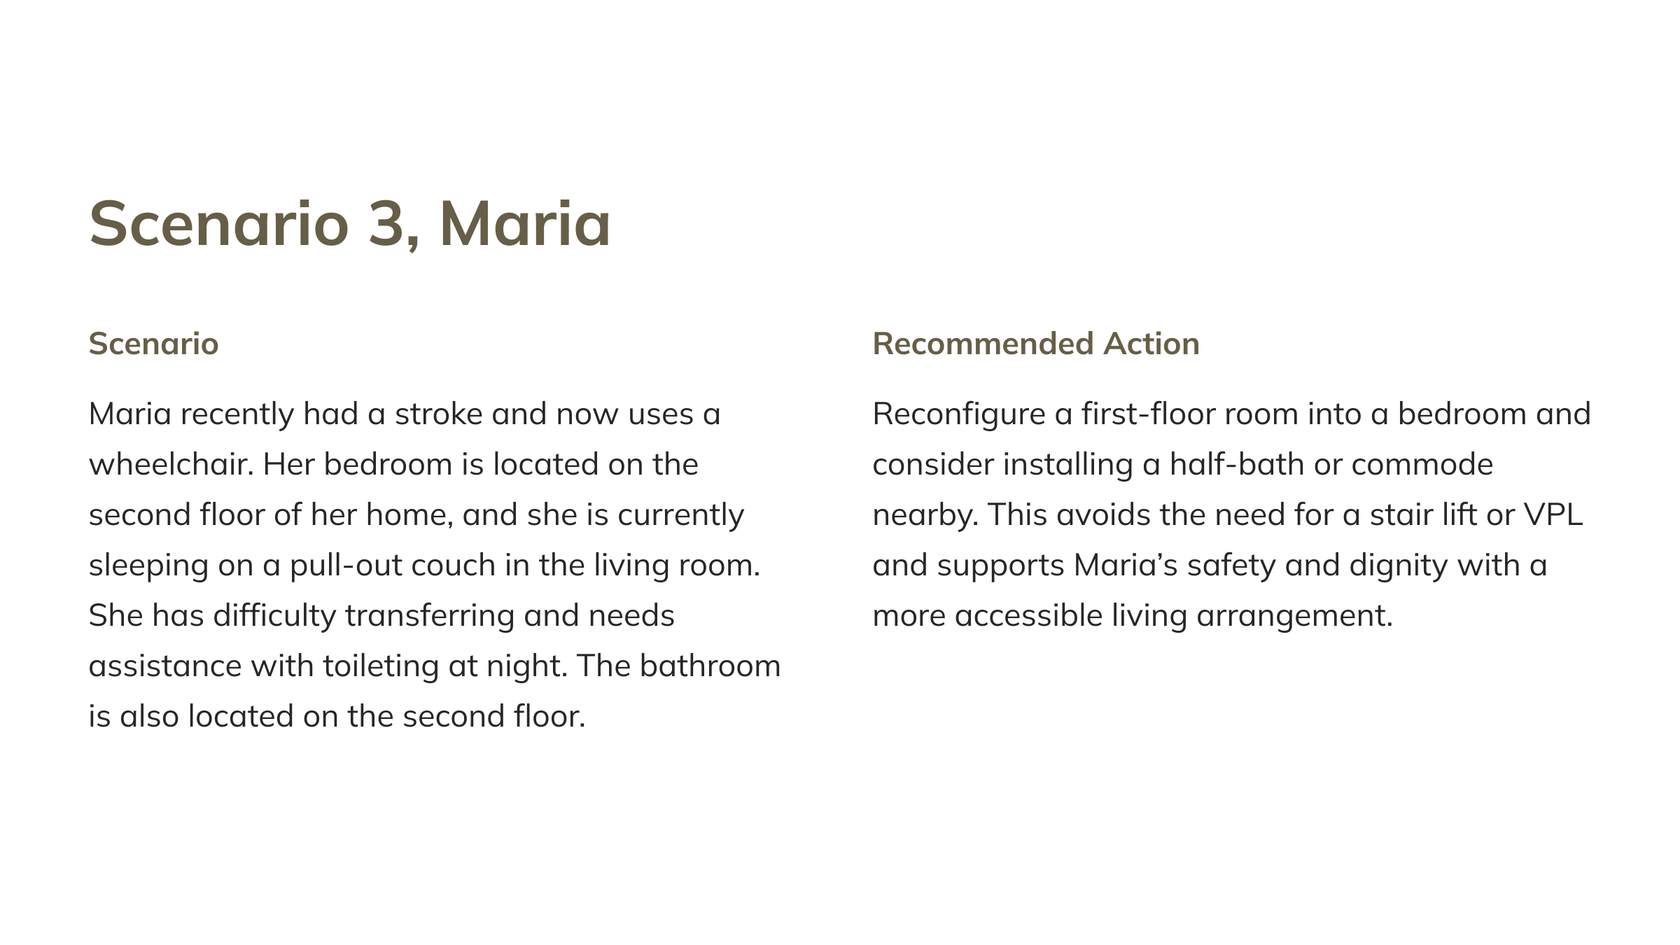 Scenario 3, Maria
Scenario
Maria recently had a stroke and now uses a
wheelchair. Her bedroom is located on the
second floor of her home, and she is currently
sleeping on a pull-out couch in the living room.
She has difficulty transferring and needs
assistance with toileting at night. The bathroom
is also located on the second floor.
Recommended Action
Reconfigure a first-floor room into a bedroom and
consider installing a half-bath or commode
nearby. This avoids the need for a stair lift or VPL
and supports Maria’s safety and dignity with a
more accessible living arrangement.